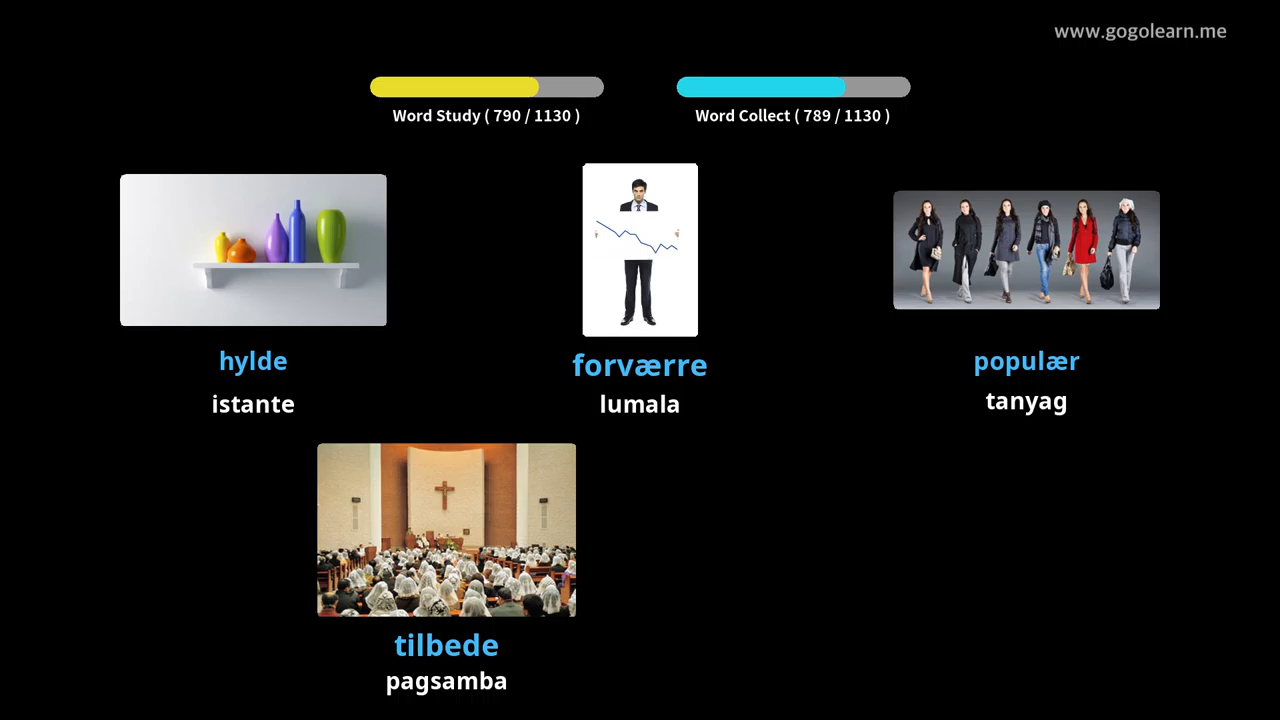 www.gogolearn.me
Word Study ( 790 / 1130 )
Word Collect ( 789 / 1130 )
hylde
istante
forværre
lumala
populær
tanyag
tilbede
pagsamba